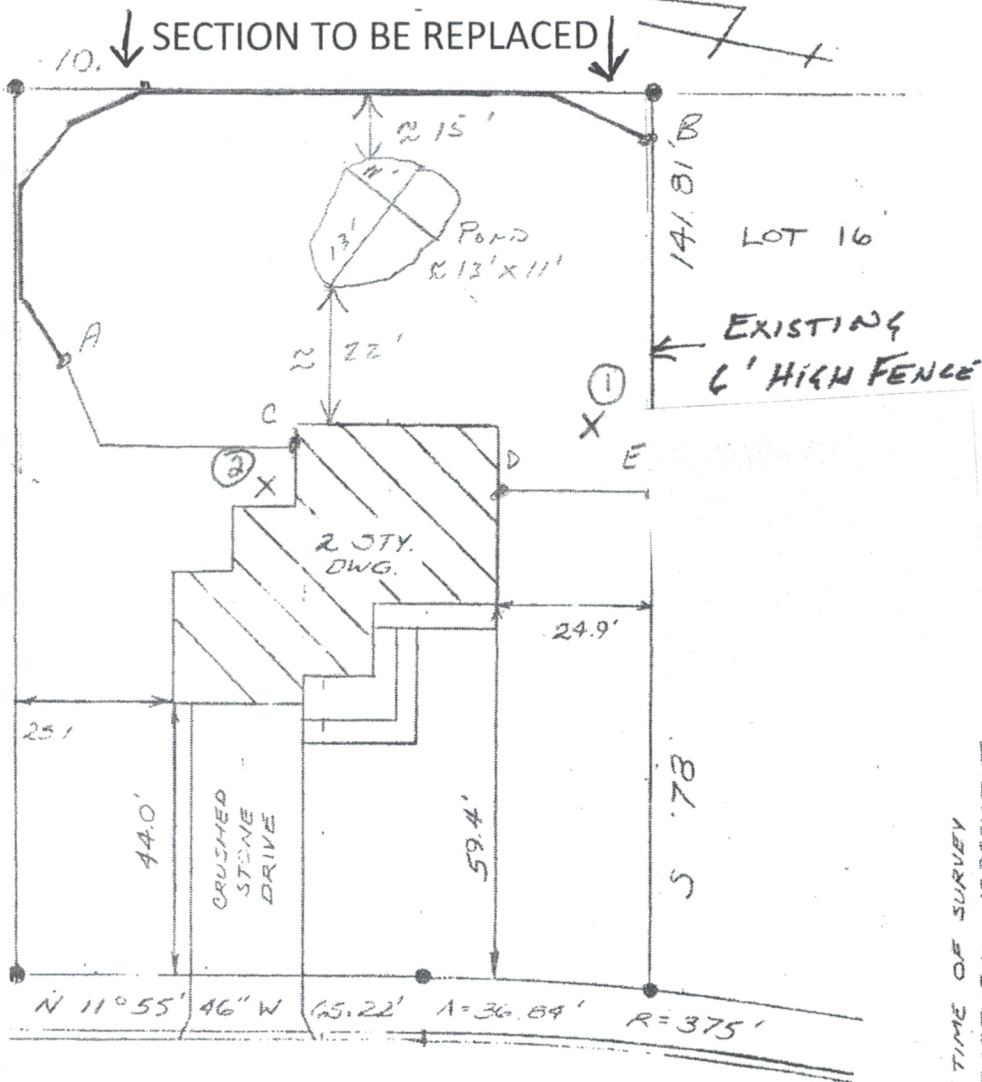 SECTION TO BE REPLACED
10.
≈ 15'
B
13'
POND
≈ 13' X 11'
141.81'
LOT 16
A
EXISTING
6' HIGH FENCE
≈ 22'
1
X
C
D
E
2
X
2 STY.
DWG.
24.9'
44.0'
CRUSHED
STONE
DRIVE
59.4'
S 78
N 11°55' 46" W 65.22' A=36.84' R=375'
TIME OF SURVEY